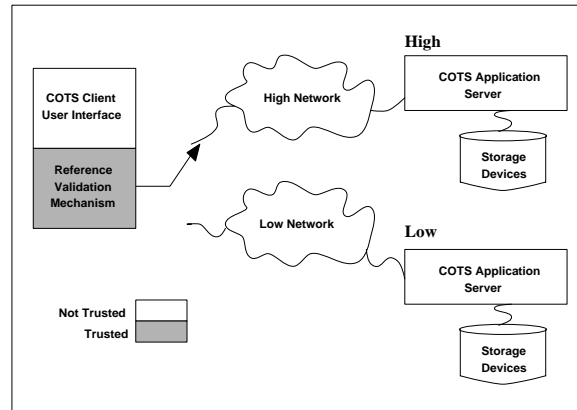 High
COTS Application
Server
Storage
Devices
High Network
COTS Client
User Interface
Reference
Validation
Mechanism
Low Network
Low
COTS Application
Server
Storage
Devices
Not Trusted
Trusted